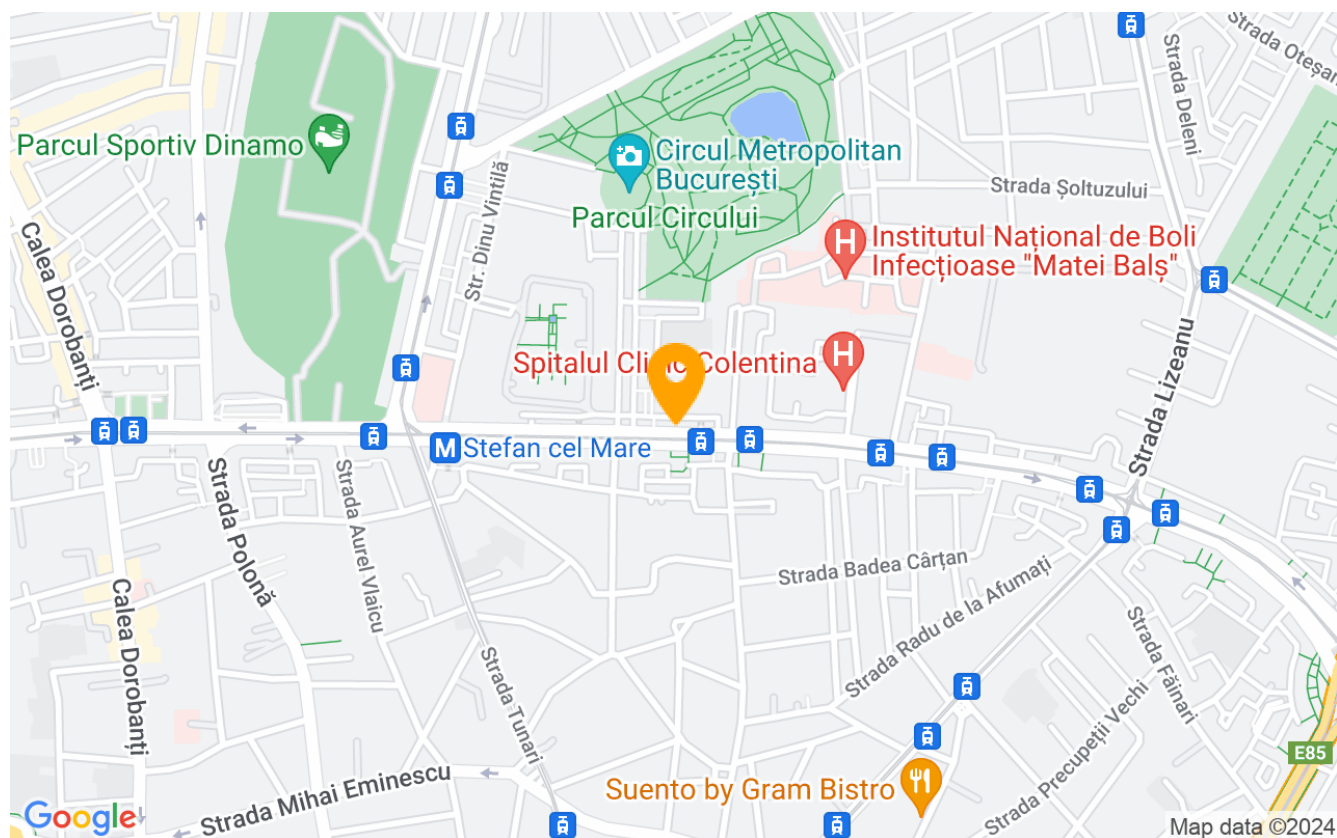 Strada Oteșan
Strada Deleni
Parcul Sportiv Dinamo
Circul Metropolitan
București
Parcul Circului
Strada Șoltuzului
Str. Dinu Vintilă
Institutul Național de Boli
Infecțioase "Matei Balș"
Calea Dorobanți
H
H
Spitalul Clinic Colentina
Strada Lizeanu
M Stefan cel Mare
Strada Polonă
Strada Aurel Vlaicu
Strada Badea Cârțan
Strada Radu de la Afumați
Calea Dorobanți
Strada Tunari
Strada Făinari
Strada Precupeții Vechi
E85
Strada Mihai Eminescu
Suento by Gram Bistro
Google
Map data ©2024